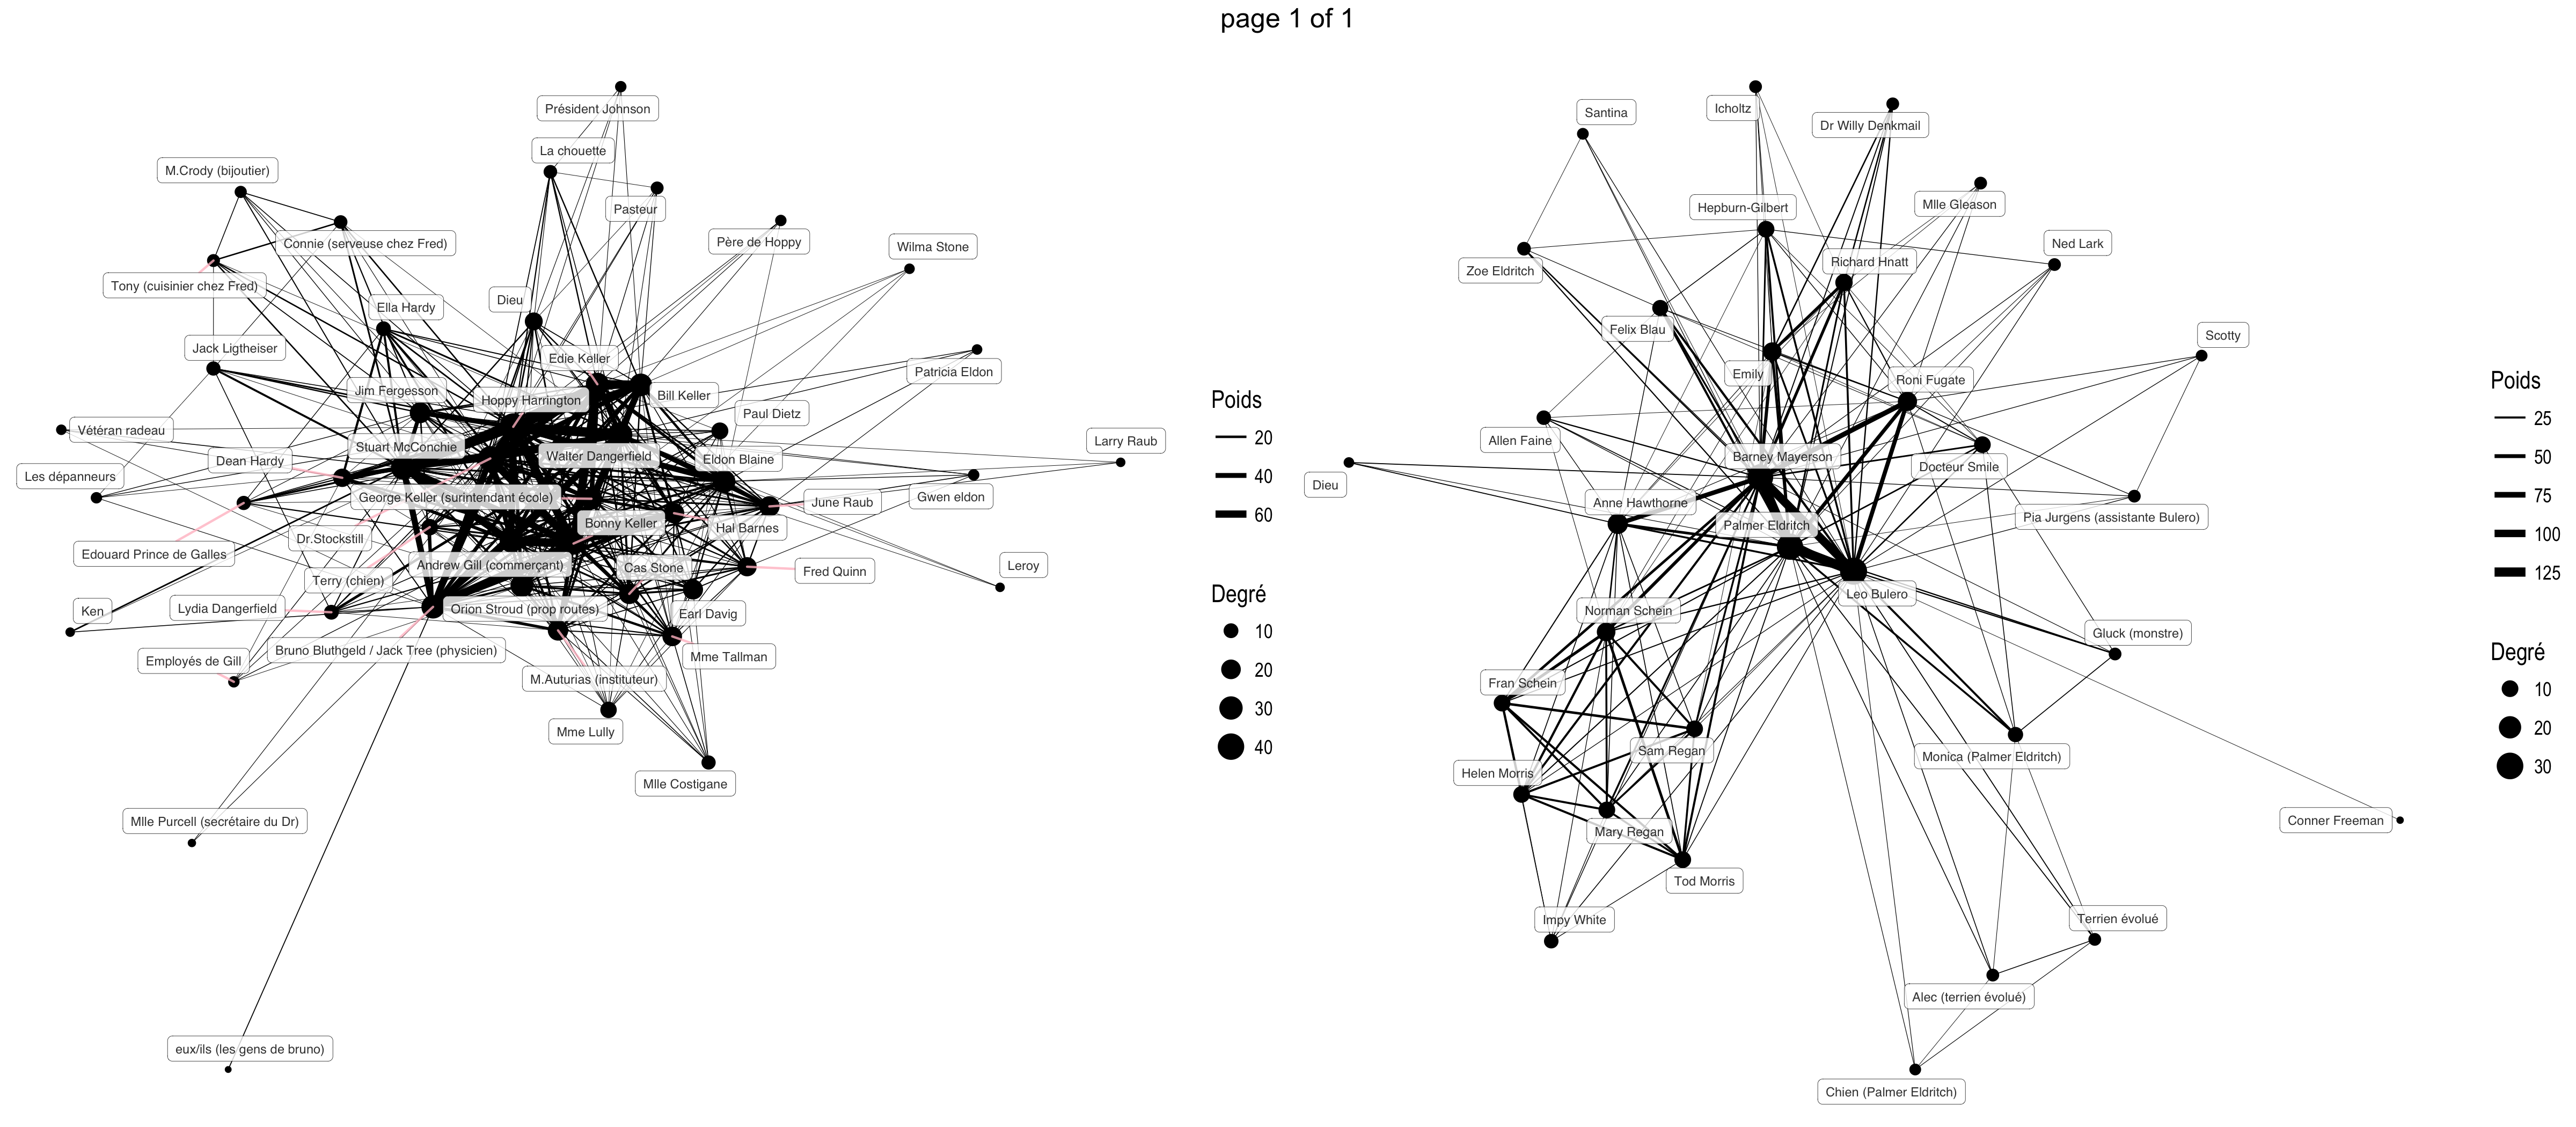 page 1 of 1
Président Johnson
La chouette
M.Crody (bijoutier)
Pasteur
Connie (serveuse chez Fred)
Père de Hoppy
Wilma Stone
Tony (cuisinier chez Fred)
Dieu
Ella Hardy
Jack Ligtheiser
Edie Keller
Patricia Eldon
Jim Fergesson
Hoppy Harrington
Bill Keller
Paul Dietz
Vétéran radeau
Stuart McConchie
Larry Raub
Walter Dangerfield
Eldon Blaine
Dean Hardy
Les dépanneurs
George Keller (surintendant école)
Gwen eldon
June Raub
Bonny Keller
Hal Barnes
Dr.Stockstill
Edouard Prince de Galles
Andrew Gill (commerçant)
Cas Stone
Leroy
Fred Quinn
Terry (chien)
Ken
Lydia Dangerfield
Orion Stroud (prop routes)
Earl Davig
Bruno Bluthgeld / Jack Tree (physicien)
Mme Tallman
Employés de Gill
M.Auturias (instituteur)
Mme Lully
Mlle Costigane
Mlle Purcell (secrétaire du Dr)
eux/ils (les gens de bruno)
Poids
20
40
60
Degré
10
20
30
40
Santina
Icholtz
Dr Willy Denkmail
Hepburn-Gilbert
Mlle Gleason
Ned Lark
Zoe Eldritch
Richard Hnatt
Felix Blau
Scotty
Emily
Roni Fugate
Allen Faine
Barney Mayerson
Docteur Smile
Dieu
Anne Hawthorne
Pia Jurgens (assistante Bulero)
Palmer Eldritch
Leo Bulero
Norman Schein
Gluck (monstre)
Fran Schein
Sam Regan
Monica (Palmer Eldritch)
Helen Morris
Conner Freeman
Mary Regan
Tod Morris
Impy White
Terrien évolué
Alec (terrien évolué)
Chien (Palmer Eldritch)
Poids
25
50
75
100
125
Degré
10
20
30